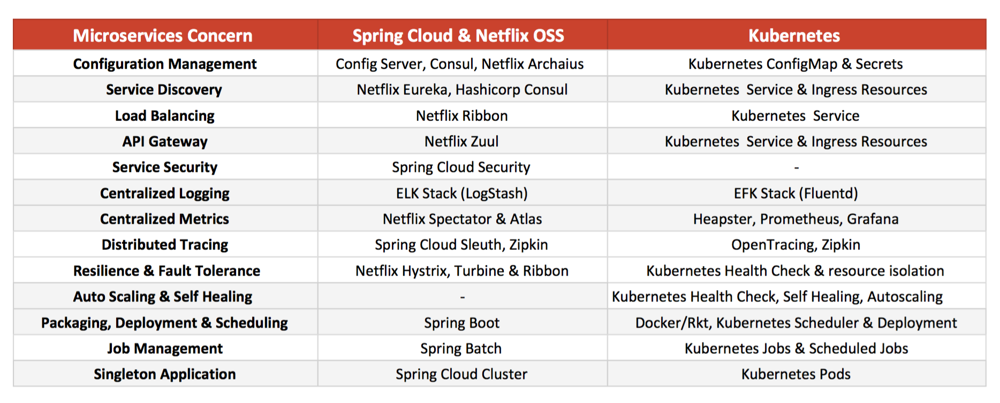 Microservices Concern Spring Cloud & Netflix OSS Kubernetes
Configuration Management Config Server, Consul, Netflix Archaius Kubernetes ConfigMap & Secrets
Service Discovery Netflix Eureka, Hashicorp Consul Kubernetes Service & Ingress Resources
Load Balancing Netflix Ribbon Kubernetes Service
API Gateway Netflix Zuul Kubernetes Service & Ingress Resources
Service Security Spring Cloud Security -
Centralized Logging ELK Stack (LogStash) EFK Stack (Fluentd)
Centralized Metrics Netflix Spectator & Atlas Heapster, Prometheus, Grafana
Distributed Tracing Spring Cloud Sleuth, Zipkin OpenTracing, Zipkin
Resilience & Fault Tolerance Netflix Hystrix, Turbine & Ribbon Kubernetes Health Check & resource isolation
Auto Scaling & Self Healing - Kubernetes Health Check, Self Healing, Autoscaling
Packaging, Deployment & Scheduling Spring Boot Docker/Rkt, Kubernetes Scheduler & Deployment
Job Management Spring Batch Kubernetes Jobs & Scheduled Jobs
Singleton Application Spring Cloud Cluster Kubernetes Pods